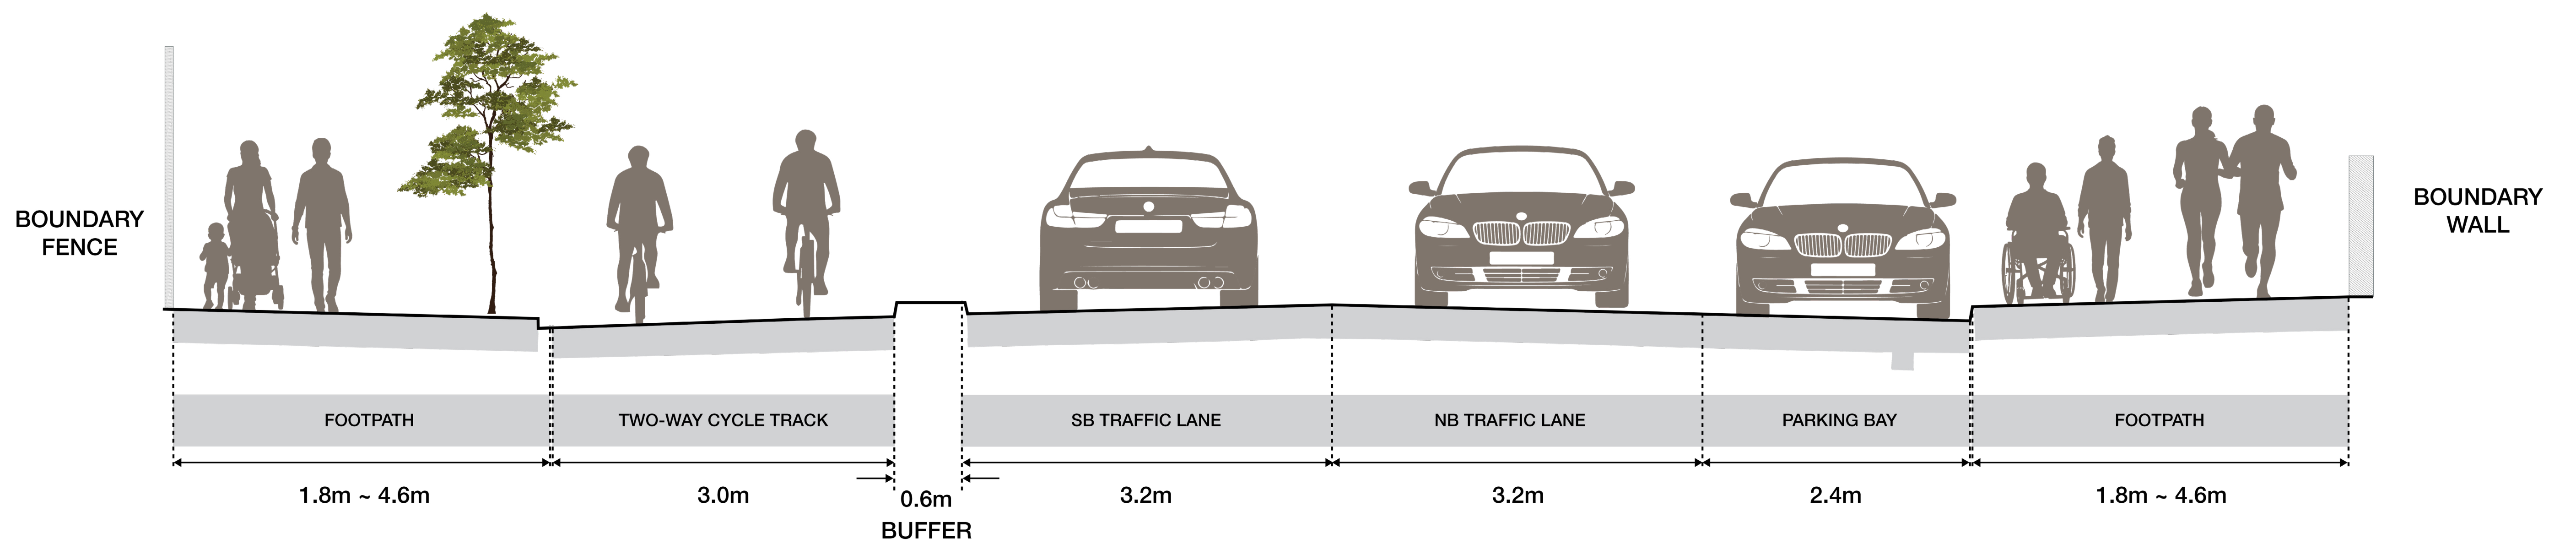 BOUNDARY
FENCE
BOUNDARY
WALL
FOOTPATH
TWO-WAY CYCLE TRACK
SB TRAFFIC LANE
NB TRAFFIC LANE
PARKING BAY
FOOTPATH
1.8m ~ 4.6m
3.0m
0.6m
BUFFER
3.2m
3.2m
2.4m
1.8m ~ 4.6m